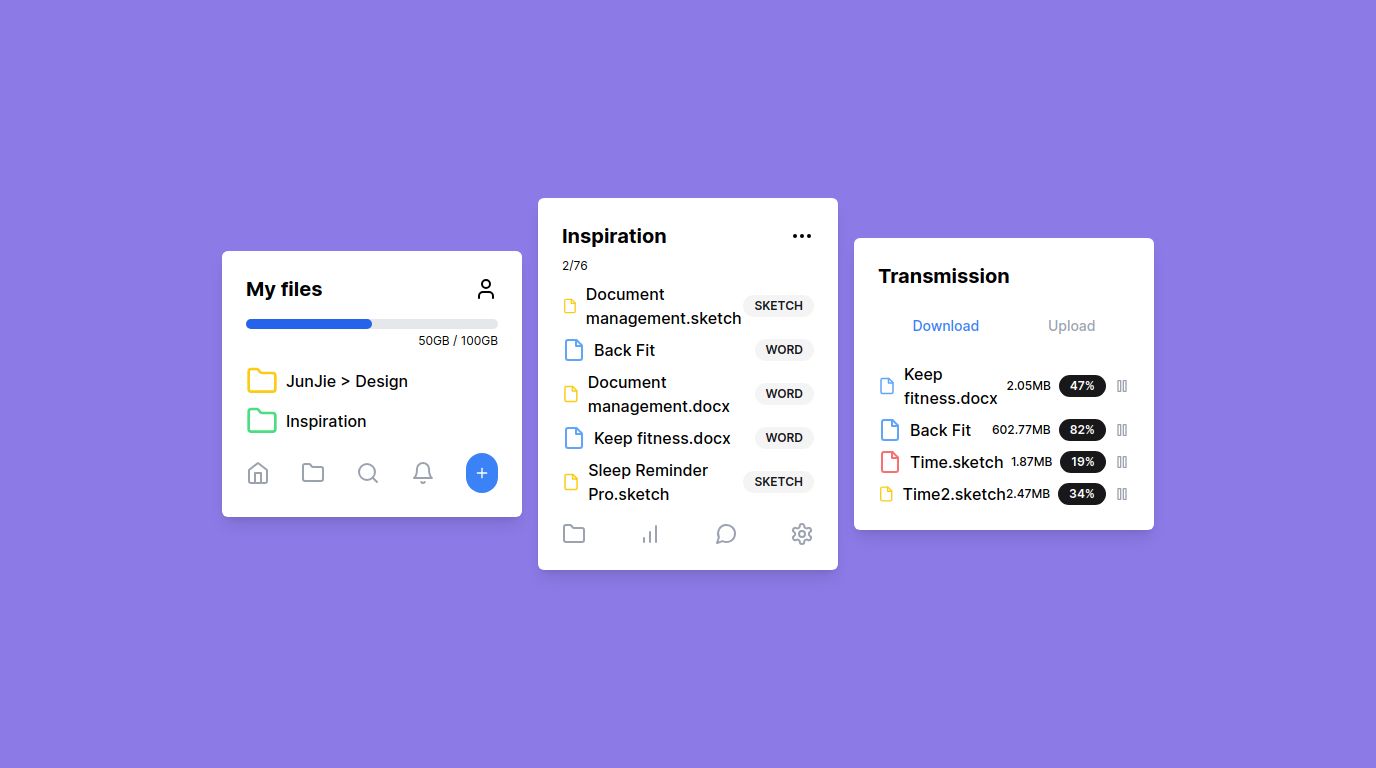 My files
50GB / 100GB
JunJie > Design
Inspiration
Inspiration
2/76
Document
management.sketch
SKETCH
Back Fit
WORD
Document
management.docx
WORD
Keep fitness.docx
WORD
Sleep Reminder
Pro.sketch
SKETCH
Transmission
Download
Upload
Keep
fitness.docx
2.05MB
47%
Back Fit
602.77MB
82%
Time.sketch
1.87MB
19%
Time2.sketch
2.47MB
34%